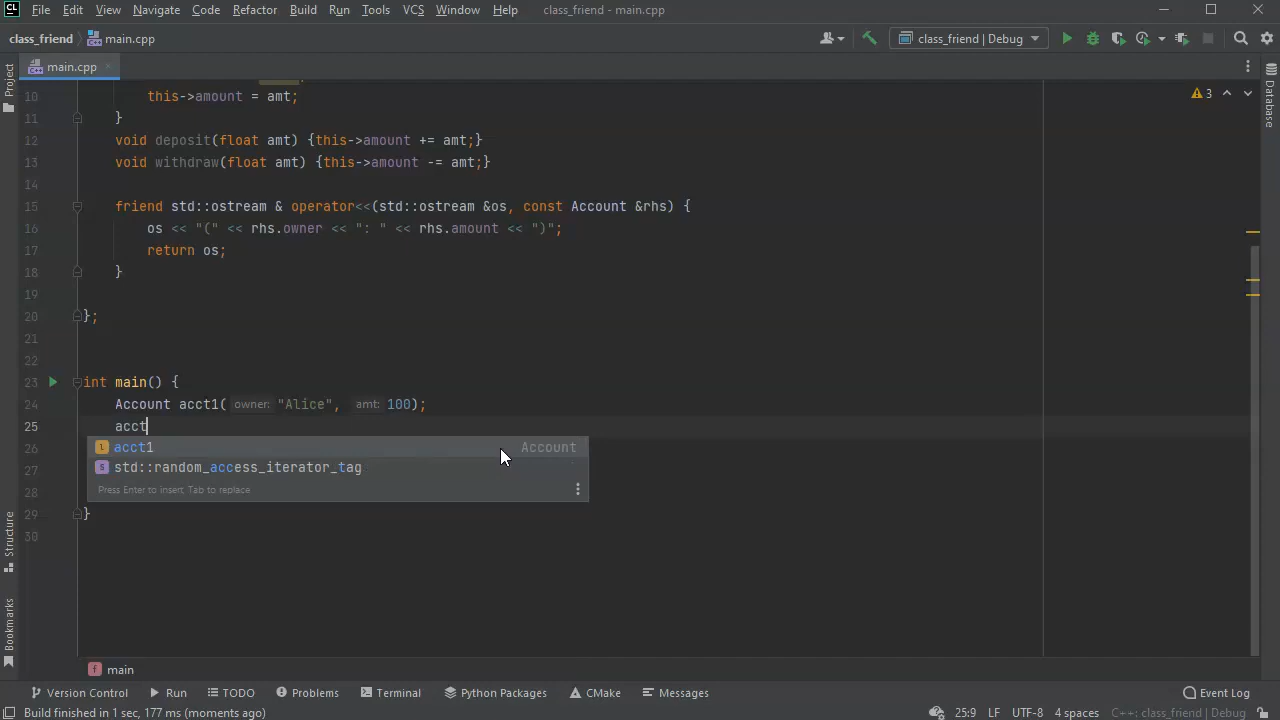 CL File Edit View Navigate Code Refactor Build Run Tools VCS Window Help class_friend - main.cpp
class_friend main.cpp class_friend | Debug
Project
main.cpp
Database
3
10 this->amount = amt;
11 }
12 void deposit(float amt) {this->amount += amt;}
13 void withdraw(float amt) {this->amount -= amt;}
14
15 friend std::ostream & operator<<(std::ostream &os, const Account &rhs) {
16 os << "(" << rhs.owner << ": " << rhs.amount << ")";
17 return os;
18 }
19
20 };
21
22
23 int main() {
24 Account acct1( owner: "Alice", amt: 100);
25 acct
26 acct1 Account
27 std::random_access_iterator_tag
28 Press Enter to insert, Tab to replace
29 }
30
Structure
Bookmarks
f main
Version Control Run TODO Problems Terminal Python Packages CMake Messages Event Log
Build finished in 1 sec, 177 ms (moments ago) 25:9 LF UTF-8 4 spaces C++: class_friend | Debug